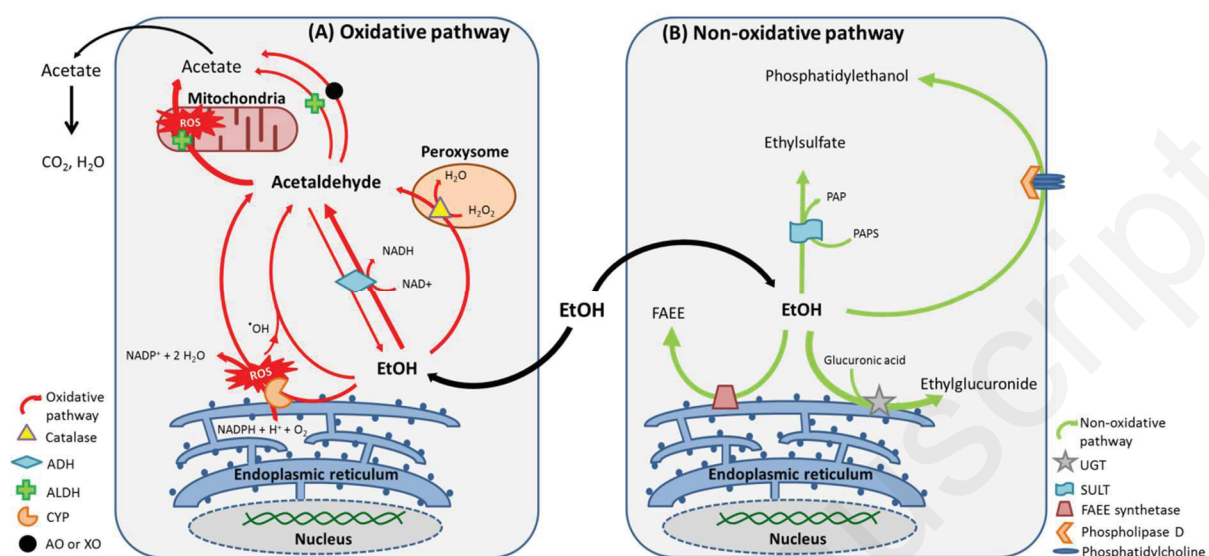 (A) Oxidative pathway
Acetate
CO2, H2O
Acetate
Mitochondria
ROS
Acetaldehyde
Peroxysome
H2O
H2O2
NADH
NAD+
•OH
NADP+ + 2 H2O
ROS
EtOH
NADPH + H+ + O2
Endoplasmic reticulum
Nucleus
Oxidative
pathway
Catalase
ADH
ALDH
CYP
AO or XO
EtOH
(B) Non-oxidative pathway
Phosphatidylethanol
Ethylsulfate
PAP
PAPS
EtOH
FAEE
Glucuronic acid
Ethylglucuronide
Endoplasmic reticulum
Nucleus
Non-oxidative
pathway
UGT
SULT
FAEE synthetase
Phospholipase D
Phosphatidylcholine